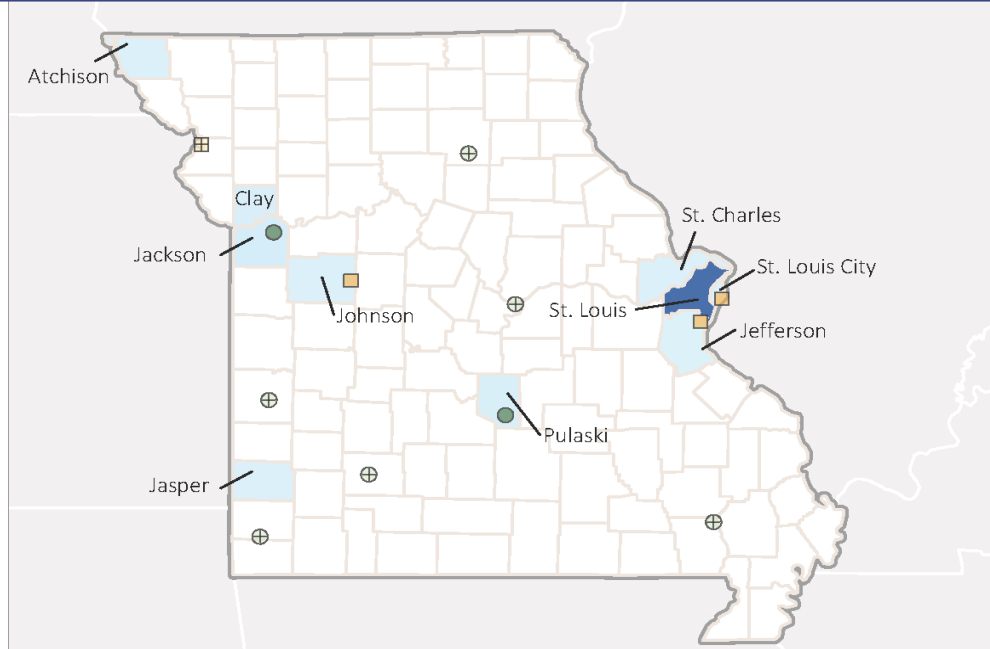 Atchison
Clay
St. Charles
Jackson
St. Louis City
St. Louis
Johnson
Jefferson
Pulaski
Jasper